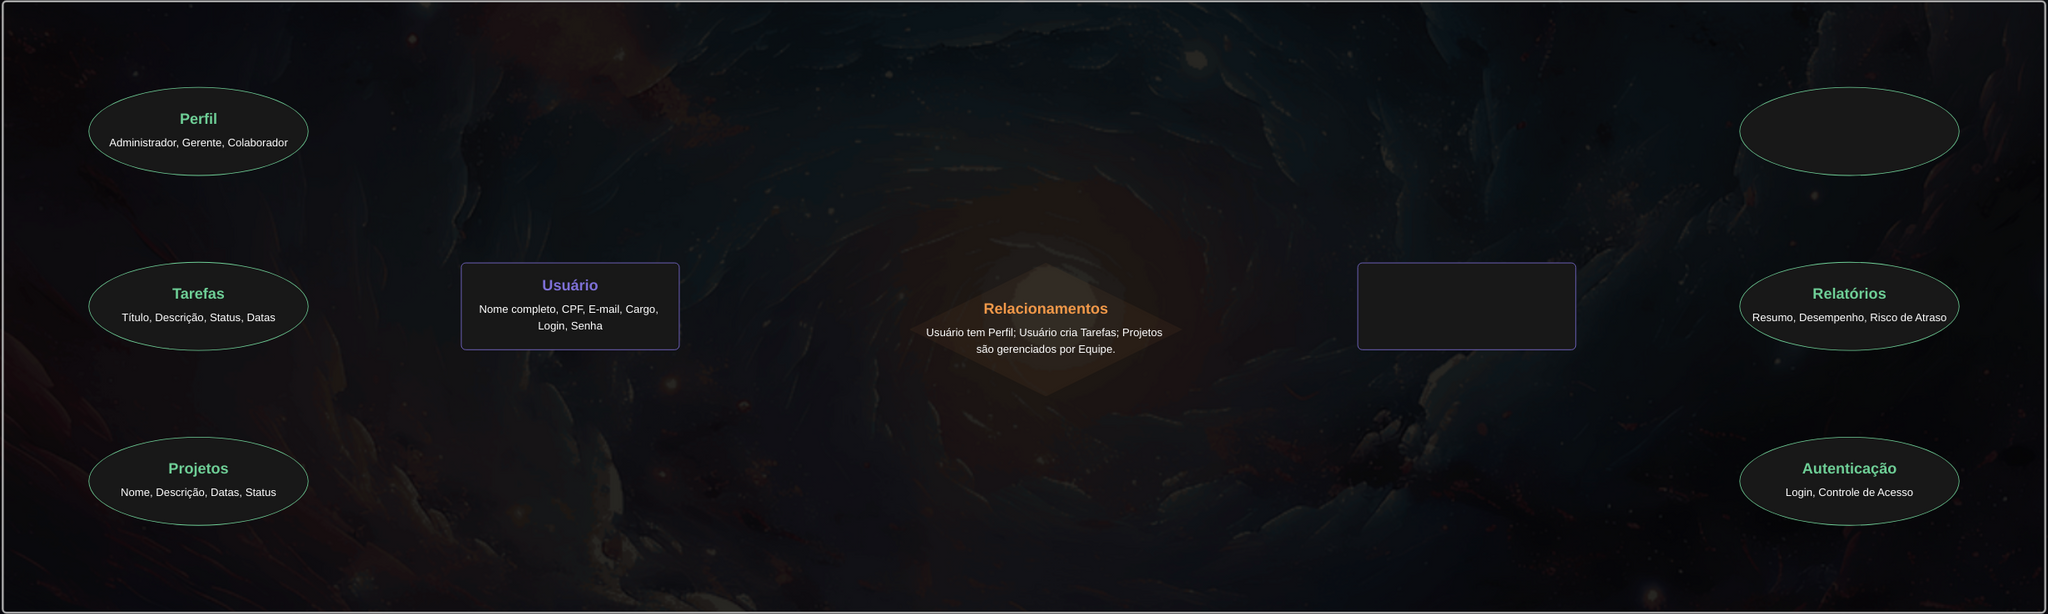 Perfil
Administrador, Gerente, Colaborador
Tarefas
Título, Descrição, Status, Datas
Projetos
Nome, Descrição, Datas, Status
Usuário
Nome completo, CPF, E-mail, Cargo,
Login, Senha
Relacionamentos
Usuário tem Perfil; Usuário cria Tarefas; Projetos
são gerenciados por Equipe.
Relatórios
Resumo, Desempenho, Risco de Atraso
Autenticação
Login, Controle de Acesso